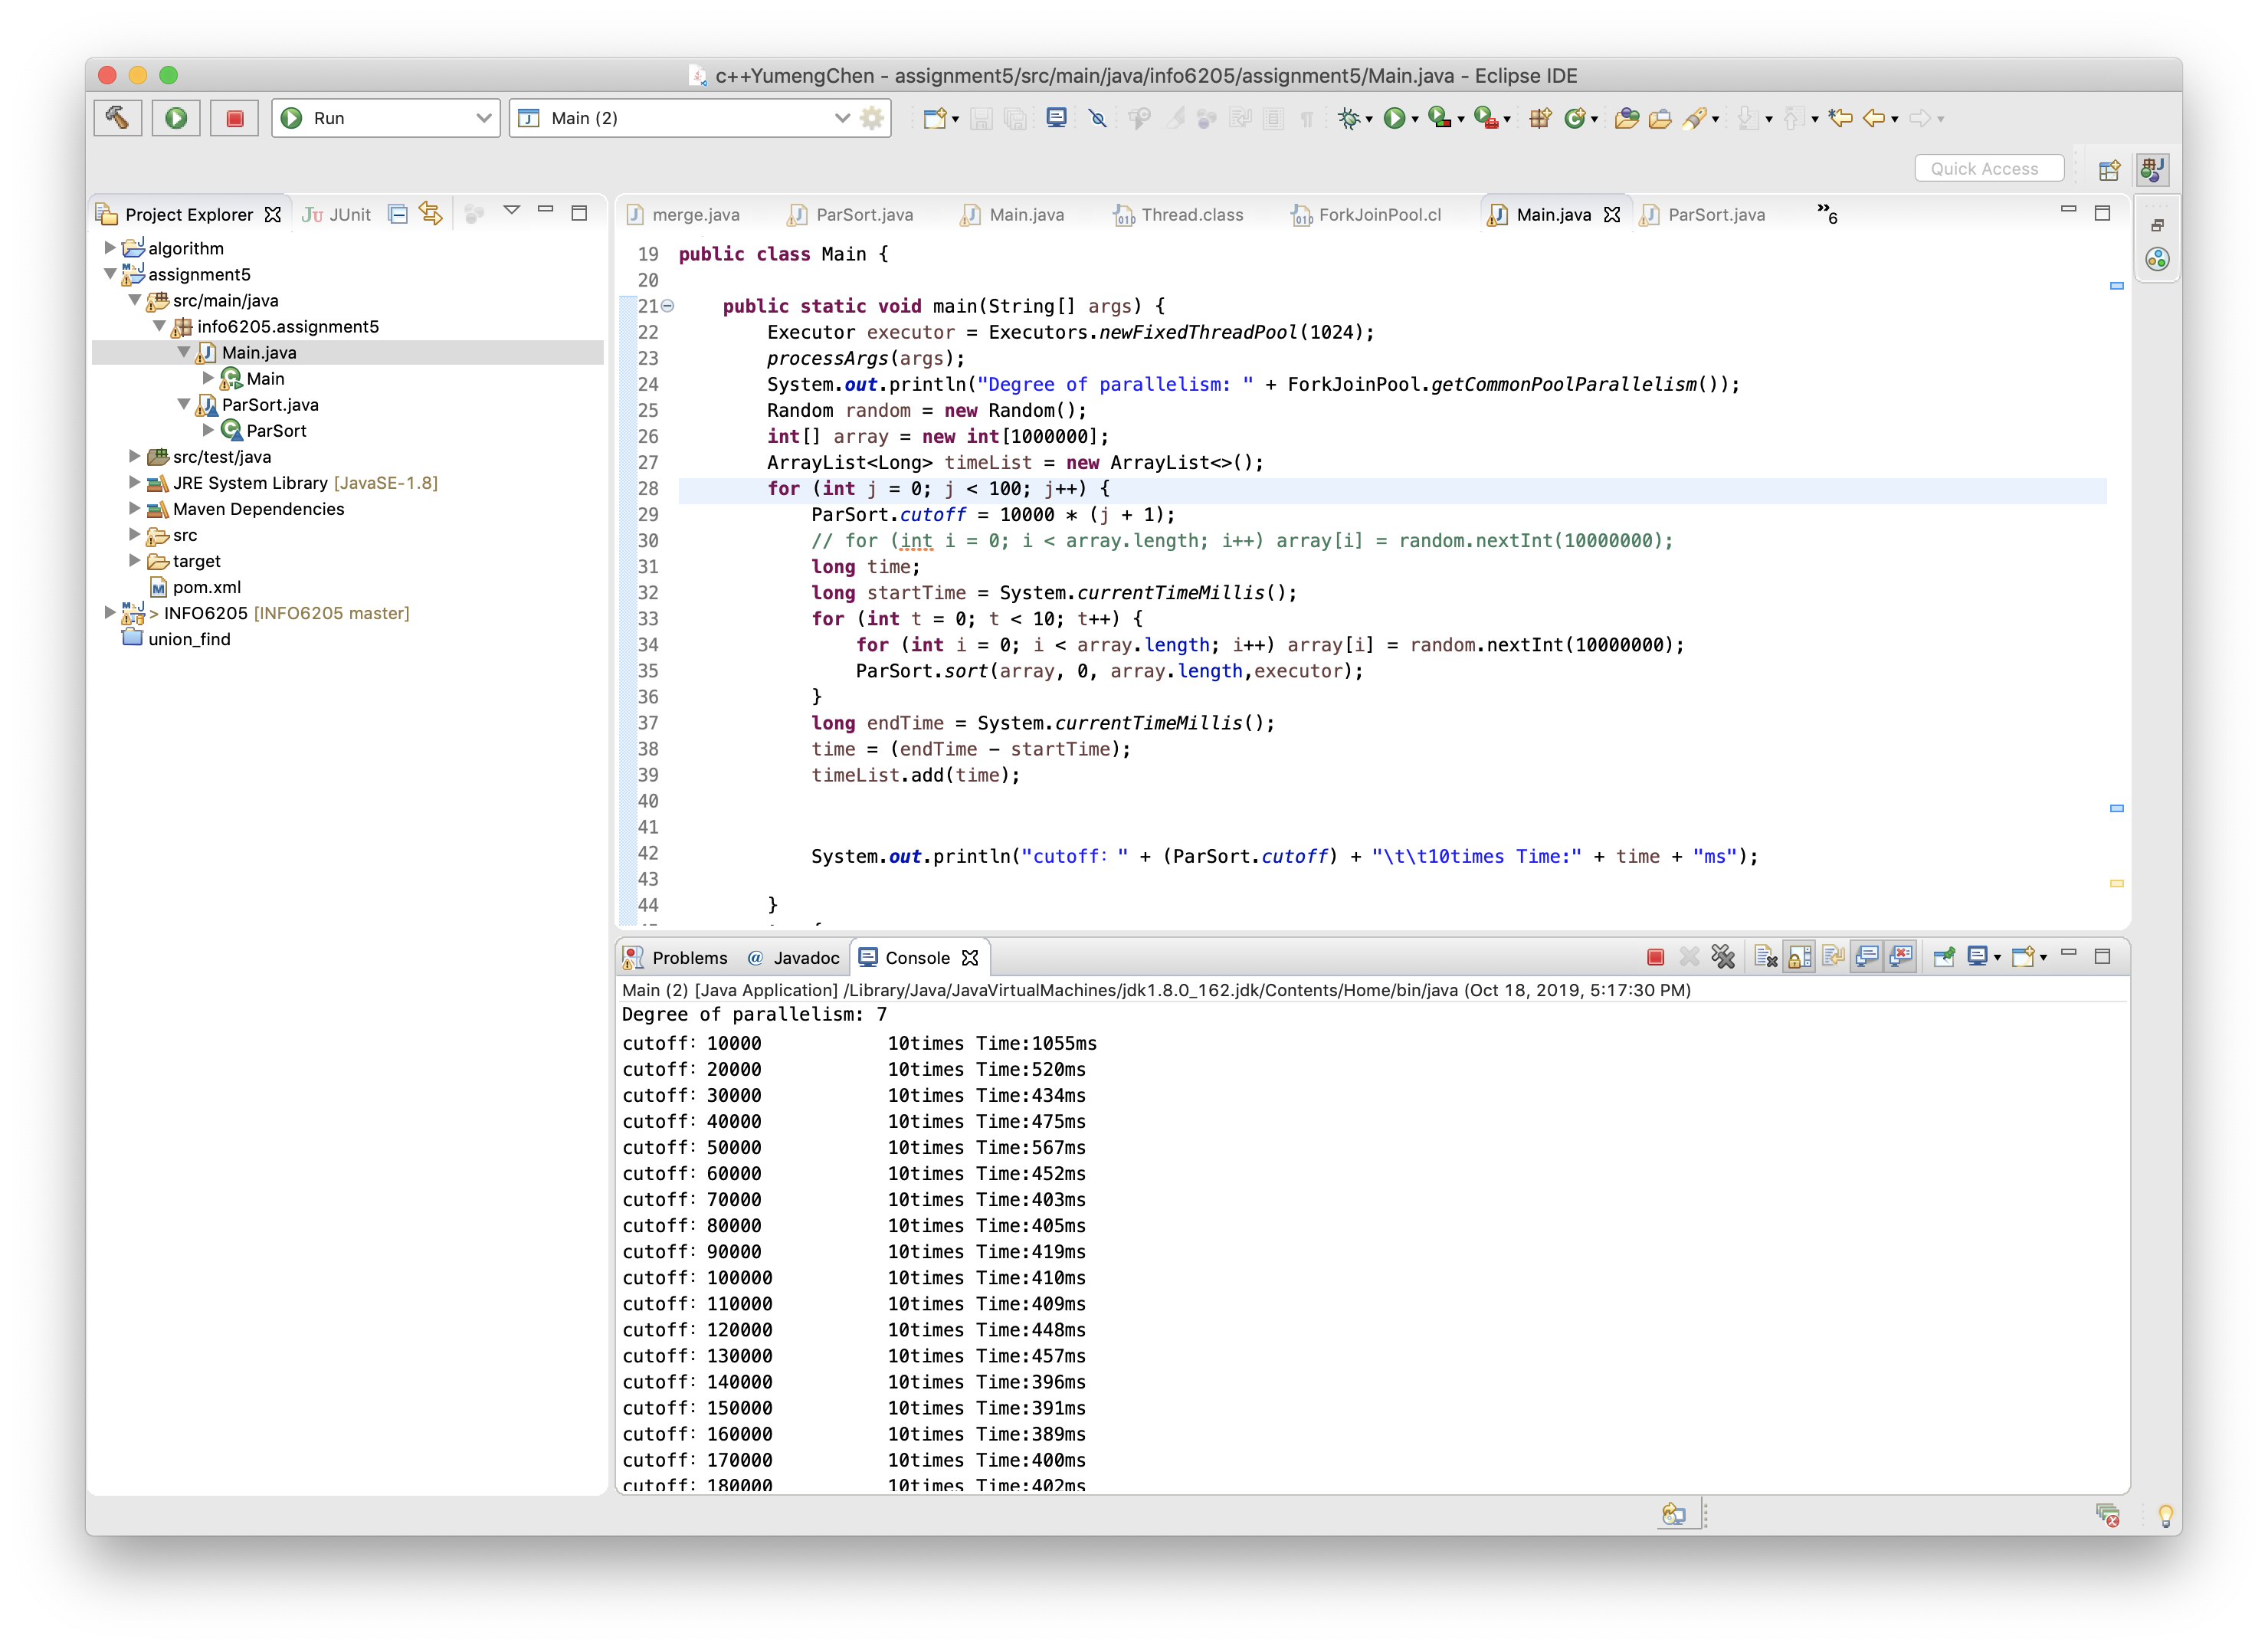 c++YumengChen - assignment5/src/main/java/info6205/assignment5/Main.java - Eclipse IDE
Run
Main (2)
Quick Access
Project Explorer
JUnit
algorithm
assignment5
src/main/java
info6205.assignment5
Main.java
Main
ParSort.java
ParSort
src/test/java
JRE System Library [JavaSE-1.8]
Maven Dependencies
src
target
pom.xml
> INFO6205 [INFO6205 master]
union_find
merge.java ParSort.java Main.java Thread.class ForkJoinPool.cl Main.java ParSort.java »6
19 public class Main {
20
21 public static void main(String[] args) {
22 Executor executor = Executors.newFixedThreadPool(1024);
23 processArgs(args);
24 System.out.println("Degree of parallelism: " + ForkJoinPool.getCommonPoolParallelism());
25 Random random = new Random();
26 int[] array = new int[1000000];
27 ArrayList<Long> timeList = new ArrayList<>();
28 for (int j = 0; j < 100; j++) {
29 ParSort.cutoff = 10000 * (j + 1);
30 // for (int i = 0; i < array.length; i++) array[i] = random.nextInt(10000000);
31 long time;
32 long startTime = System.currentTimeMillis();
33 for (int t = 0; t < 10; t++) {
34 for (int i = 0; i < array.length; i++) array[i] = random.nextInt(10000000);
35 ParSort.sort(array, 0, array.length,executor);
36 }
37 long endTime = System.currentTimeMillis();
38 time = (endTime - startTime);
39 timeList.add(time);
40
41
42 System.out.println("cutoff: " + (ParSort.cutoff) + "\t\t10times Time:" + time + "ms");
43
44 }
Problems @ Javadoc Console
Main (2) [Java Application] /Library/Java/JavaVirtualMachines/jdk1.8.0_162.jdk/Contents/Home/bin/java (Oct 18, 2019, 5:17:30 PM)
Degree of parallelism: 7
cutoff: 10000 10times Time:1055ms
cutoff: 20000 10times Time:520ms
cutoff: 30000 10times Time:434ms
cutoff: 40000 10times Time:475ms
cutoff: 50000 10times Time:567ms
cutoff: 60000 10times Time:452ms
cutoff: 70000 10times Time:403ms
cutoff: 80000 10times Time:405ms
cutoff: 90000 10times Time:419ms
cutoff: 100000 10times Time:410ms
cutoff: 110000 10times Time:409ms
cutoff: 120000 10times Time:448ms
cutoff: 130000 10times Time:457ms
cutoff: 140000 10times Time:396ms
cutoff: 150000 10times Time:391ms
cutoff: 160000 10times Time:389ms
cutoff: 170000 10times Time:400ms
cutoff: 180000 10times Time:402ms